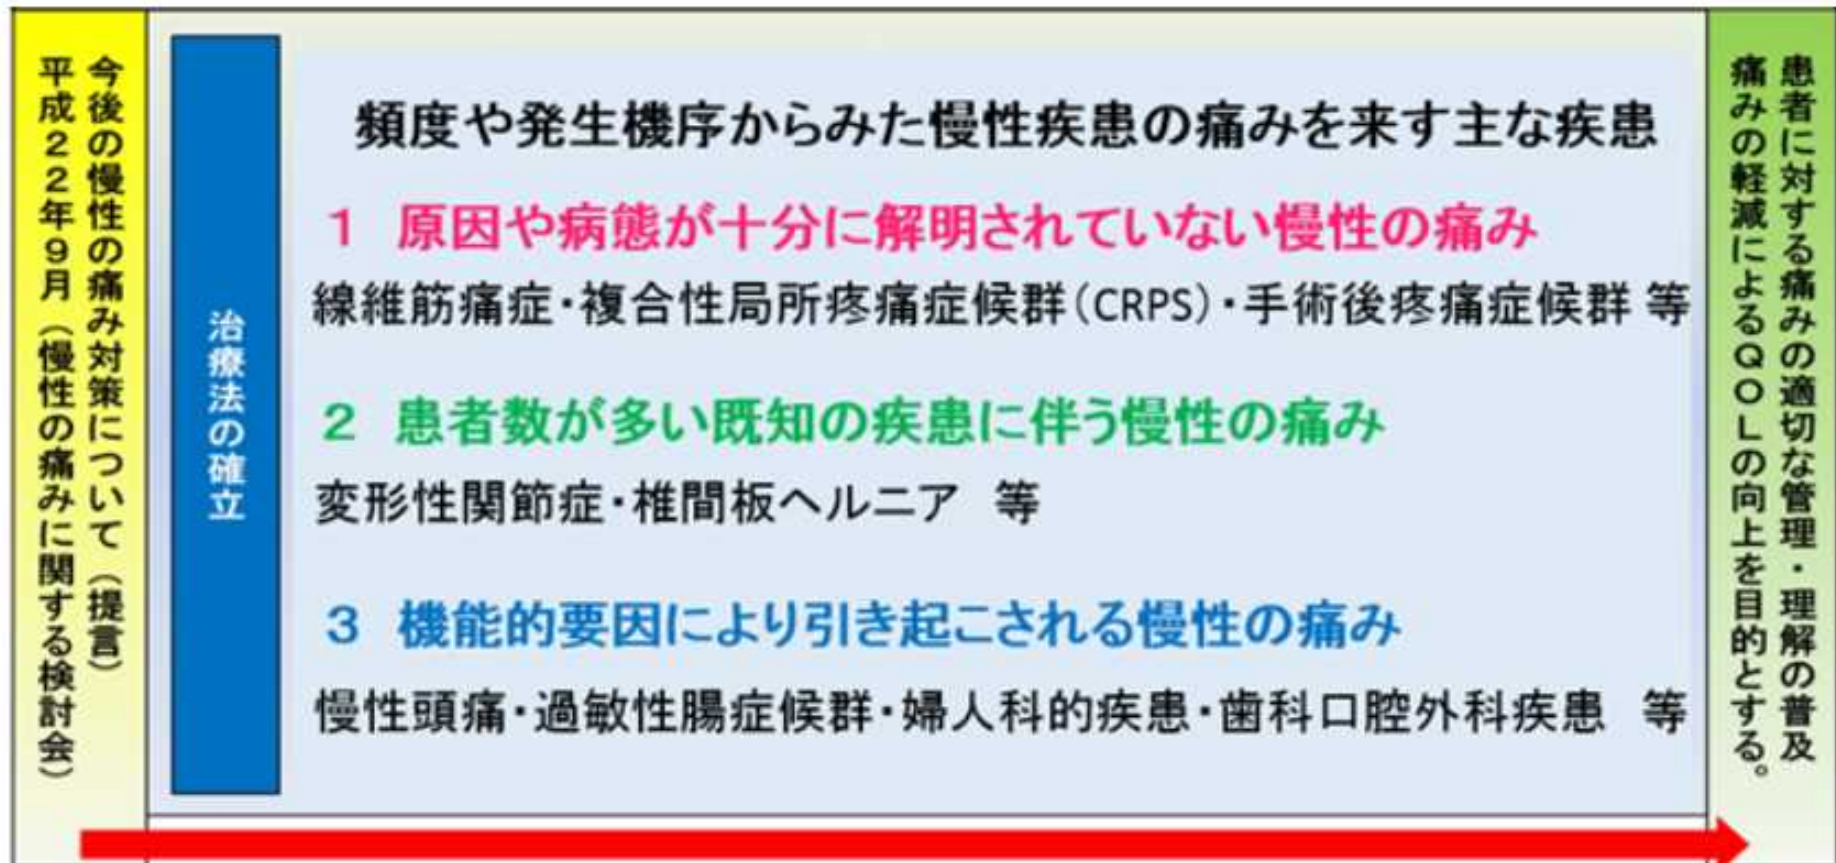 今後の慢性の痛み対策について（提言）
平成２２年９月（慢性の痛みに関する検討会）
治療法の確立
頻度や発生機序からみた慢性疾患の痛みを来す主な疾患
１　原因や病態が十分に解明されていない慢性の痛み
線維筋痛症・複合性局所疼痛症候群（CRPS）・手術後疼痛症候群 等
２　患者数が多い既知の疾患に伴う慢性の痛み
変形性関節症・椎間板ヘルニア　等
３　機能的要因により引き起こされる慢性の痛み
慢性頭痛・過敏性腸症候群・婦人科的疾患・歯科口腔外科疾患　等
患者に対する痛みの適切な管理・理解の普及
痛みの軽減によるＱＯＬの向上を目的とする。